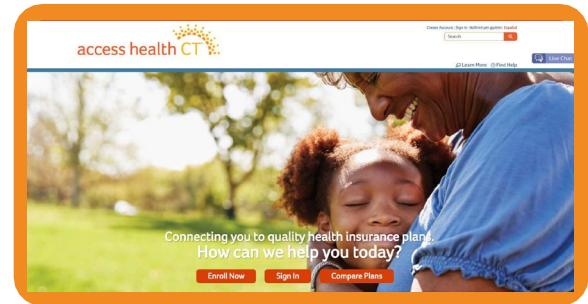 Create Account | Sign In
Español
Search
access health CT
Learn More
Find Help
Live Chat
Connecting you to quality health insurance plans.
How can we help you today?
Enroll Now
Sign In
Compare Plans